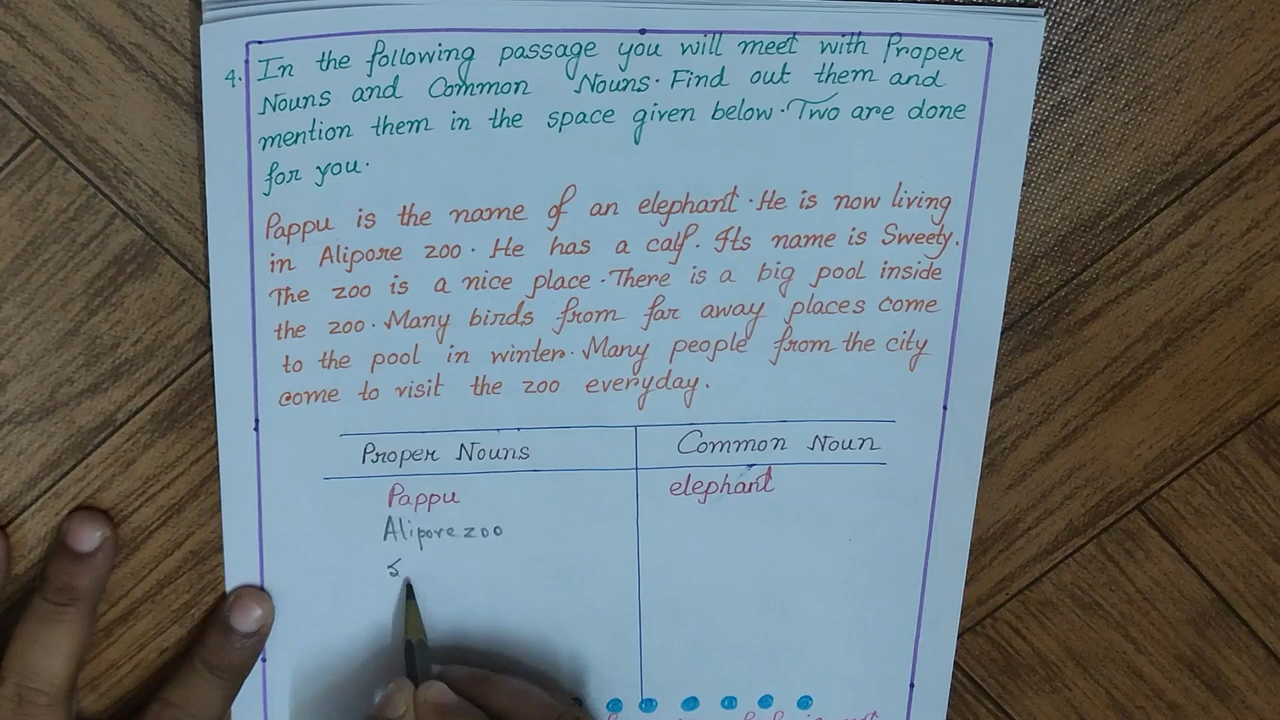 4. In the following passage you will meet with Proper
Nouns and Common Nouns. Find out them and
mention them in the space given below. Two are done
for you.
Pappu is the name of an elephant. He is now living
in Alipore zoo. He has a calf. Its name is Sweety.
The zoo is a nice place. There is a big pool inside
the zoo. Many birds from far away places come
to the pool in winter. Many people from the city
come to visit the zoo everyday.
Proper Nouns Common Noun
Pappu elephant
Alipore zoo
S